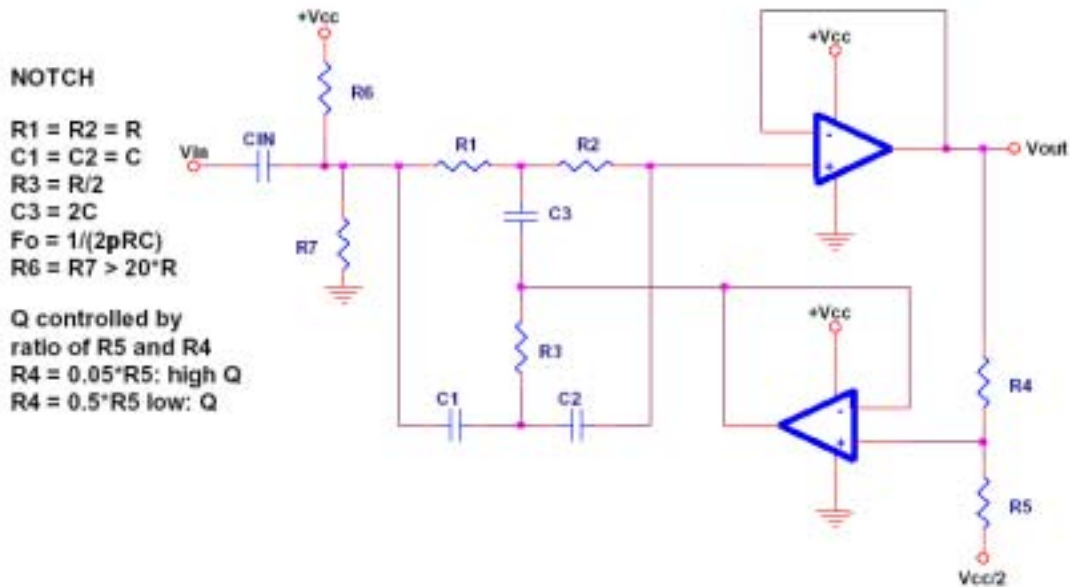 NOTCH
R1 = R2 = R
C1 = C2 = C
R3 = R/2
C3 = 2C
Fo = 1/(2pRC)
R6 = R7 > 20*R
Q controlled by
ratio of R5 and R4
R4 = 0.05*R5: high Q
R4 = 0.5*R5 low: Q
+Vcc
R6
CIN
Vin
R7
R1
R2
C3
R3
C1
C2
+Vcc
-
+
Vout
+Vcc
-
+
R4
R5
Vcc/2